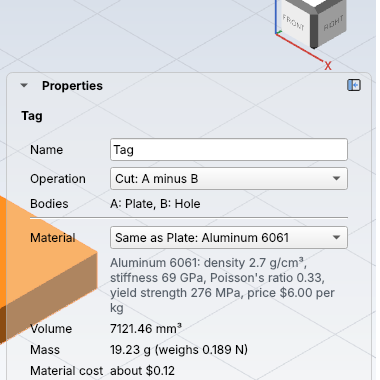 FRONT RIGHT
X
Properties
Tag
Name Tag
Operation Cut: A minus B
Bodies A: Plate, B: Hole
Material Same as Plate: Aluminum 6061
Aluminum 6061: density 2.7 g/cm³,
stiffness 69 GPa, Poisson's ratio 0.33,
yield strength 276 MPa, price $6.00 per
kg
Volume 7121.46 mm³
Mass 19.23 g (weighs 0.189 N)
Material cost about $0.12